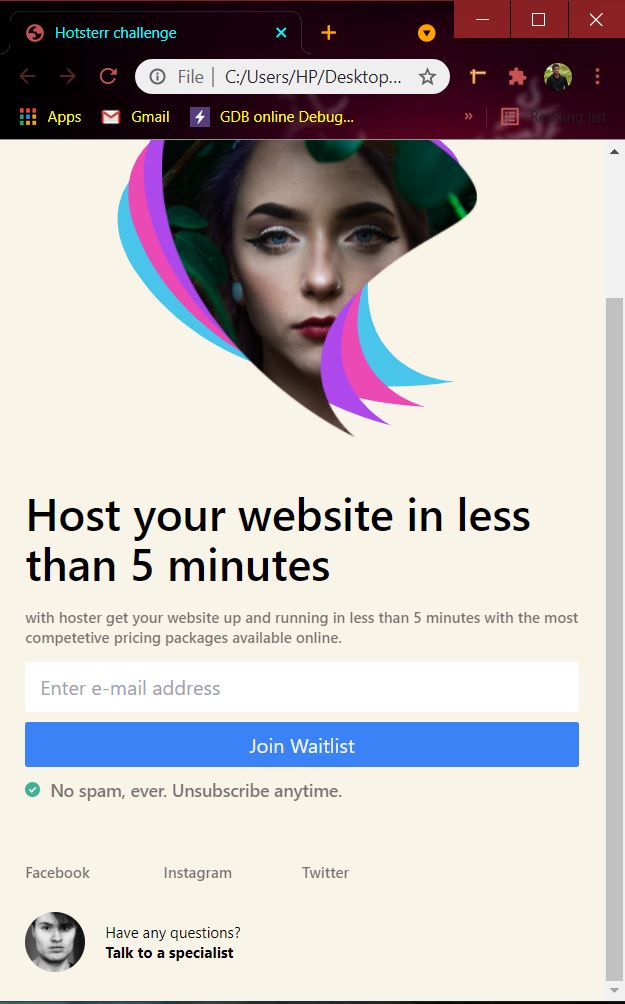 Hotsterr challenge
File | C:/Users/HP/Desktop...
Apps Gmail GDB online Debug... » Reading list
Host your website in less
than 5 minutes
with hoster get your website up and running in less than 5 minutes with the most
competetive pricing packages available online.
Enter e-mail address
Join Waitlist
No spam, ever. Unsubscribe anytime.
Facebook Instagram Twitter
Have any questions?
Talk to a specialist